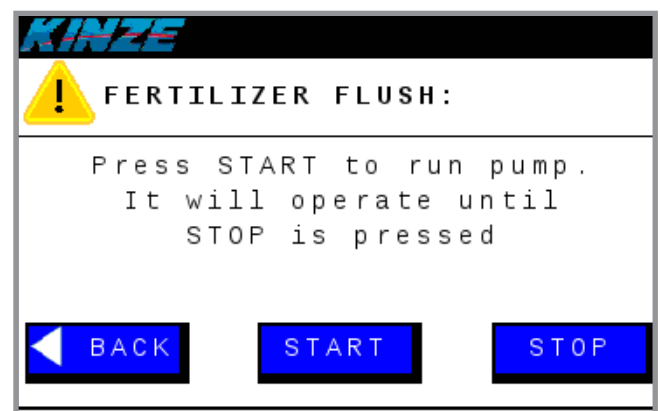 KINZE
FERTILIZER FLUSH:
Press START to run pump.
It will operate until
STOP is pressed
BACK START STOP